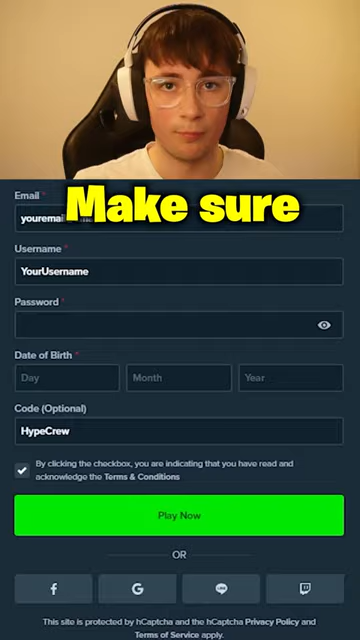 Email *
youremai
Make sure
Username *
YourUsername
Password *
Date of Birth *
Day
Month
Year
Code (Optional)
HypeCrew
By clicking the checkbox, you are indicating that you have read and
acknowledge the Terms & Conditions
Play Now
OR
This site is protected by hCaptcha and the hCaptcha Privacy Policy and
Terms of Service apply.